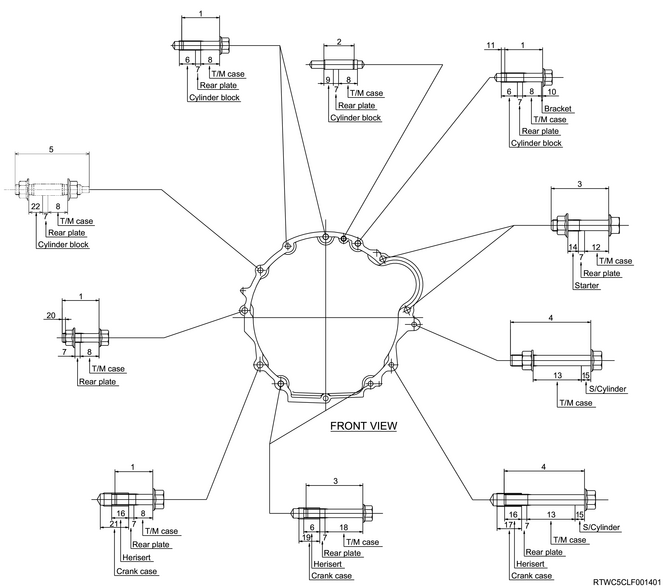 1
6 7 8
T/M case
Rear plate
Cylinder block
2
9 7 8
T/M case
Rear plate
Cylinder block
11 1
6 7 8 10
Bracket
T/M case
Rear plate
Cylinder block
5
22 7 8
T/M case
Rear plate
Cylinder block
3
14 7 12
T/M case
Rear plate
Starter
1
20
7 8
T/M case
Rear plate
4
13 15
S/Cylinder
T/M case
FRONT VIEW
1
16 7 8
21
T/M case
Rear plate
Herisert
Crank case
3
6 7 18
19
T/M case
Rear plate
Herisert
Crank case
4
16 13 15
17 7
S/Cylinder
T/M case
Rear plate
Herisert
Crank case
RTWC5CLF001401